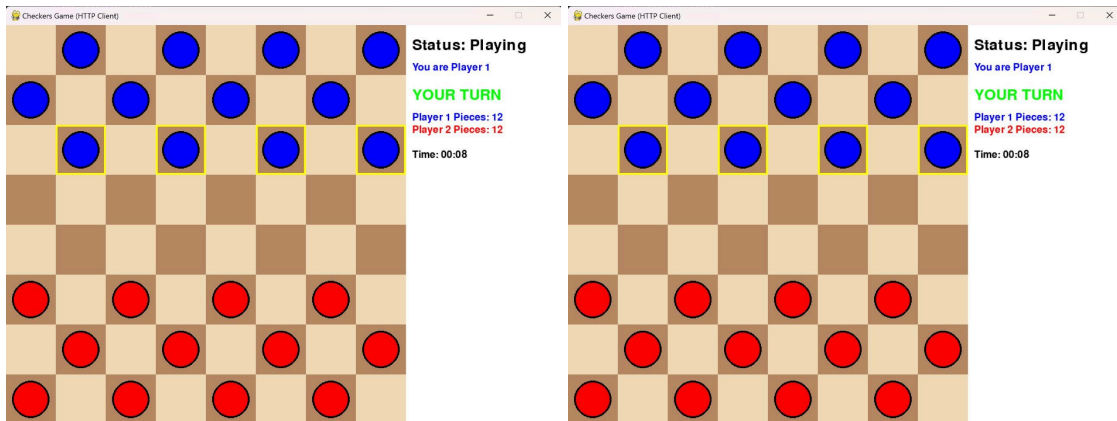 Checkers Game (HTTP Client)
Status: Playing
You are Player 1
YOUR TURN
Player 1 Pieces: 12
Player 2 Pieces: 12
Time: 00:08
Checkers Game (HTTP Client)
Status: Playing
You are Player 1
YOUR TURN
Player 1 Pieces: 12
Player 2 Pieces: 12
Time: 00:08